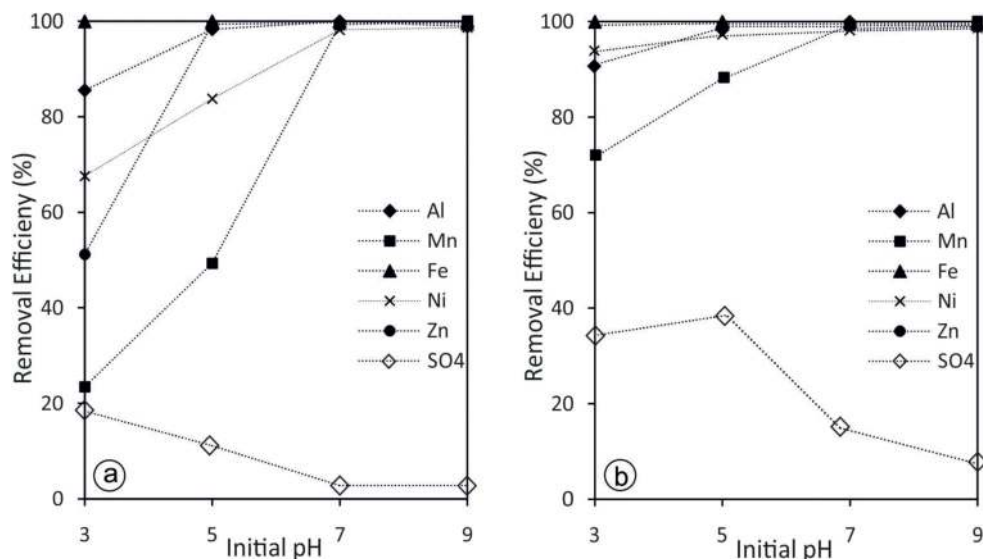 100
80
60
40
20
0
Removal Efficieny (%)
Al
Mn
Fe
Ni
Zn
SO4
a
3 5 7 9
Initial pH
100
80
60
40
20
0
Removal Efficieny (%)
Al
Mn
Fe
Ni
Zn
SO4
b
3 5 7 9
Initial pH